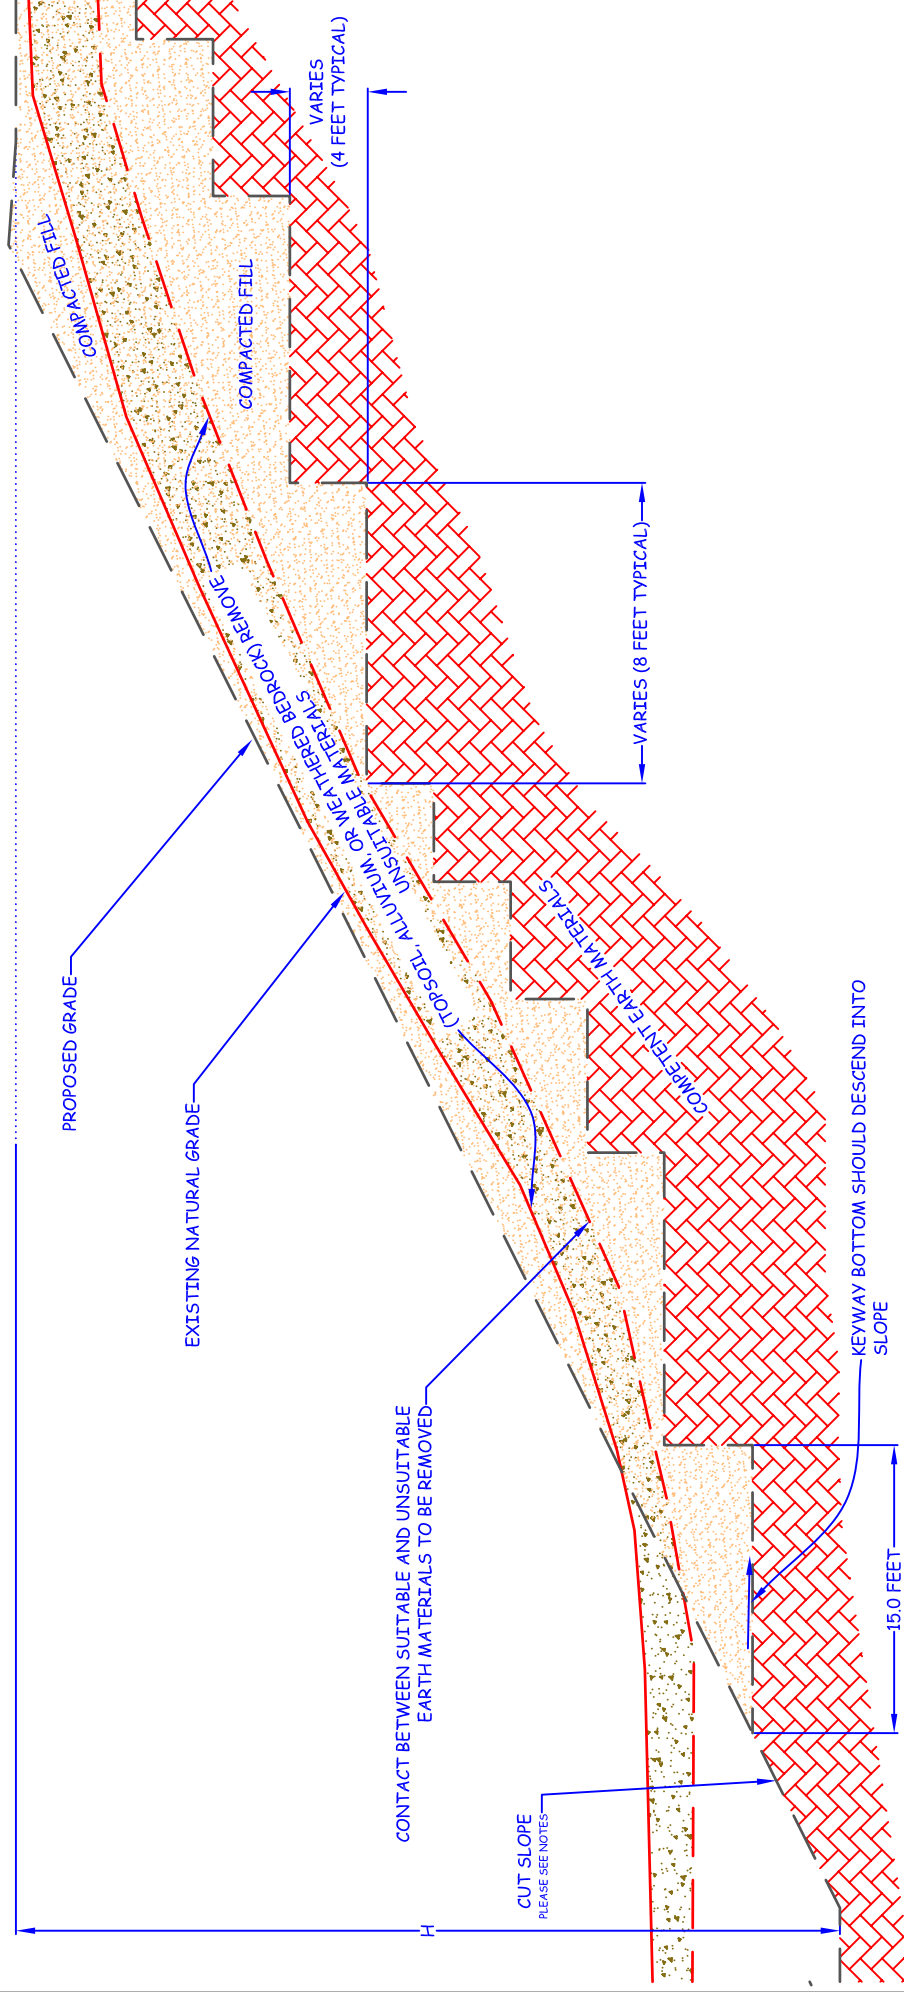 COMPACTED FILL
VARIES
(4 FEET TYPICAL)
COMPACTED FILL
(TOPSOIL, ALLUVIUM, OR WEATHERED BEDROCK) REMOVE
UNSUITABLE MATERIALS
VARIES (8 FEET TYPICAL)
PROPOSED GRADE
EXISTING NATURAL GRADE
COMPETENT EARTH MATERIALS
CONTACT BETWEEN SUITABLE AND UNSUITABLE
EARTH MATERIALS TO BE REMOVED
KEYWAY BOTTOM SHOULD DESCEND INTO
SLOPE
15.0 FEET
CUT SLOPE
PLEASE SEE NOTES
H